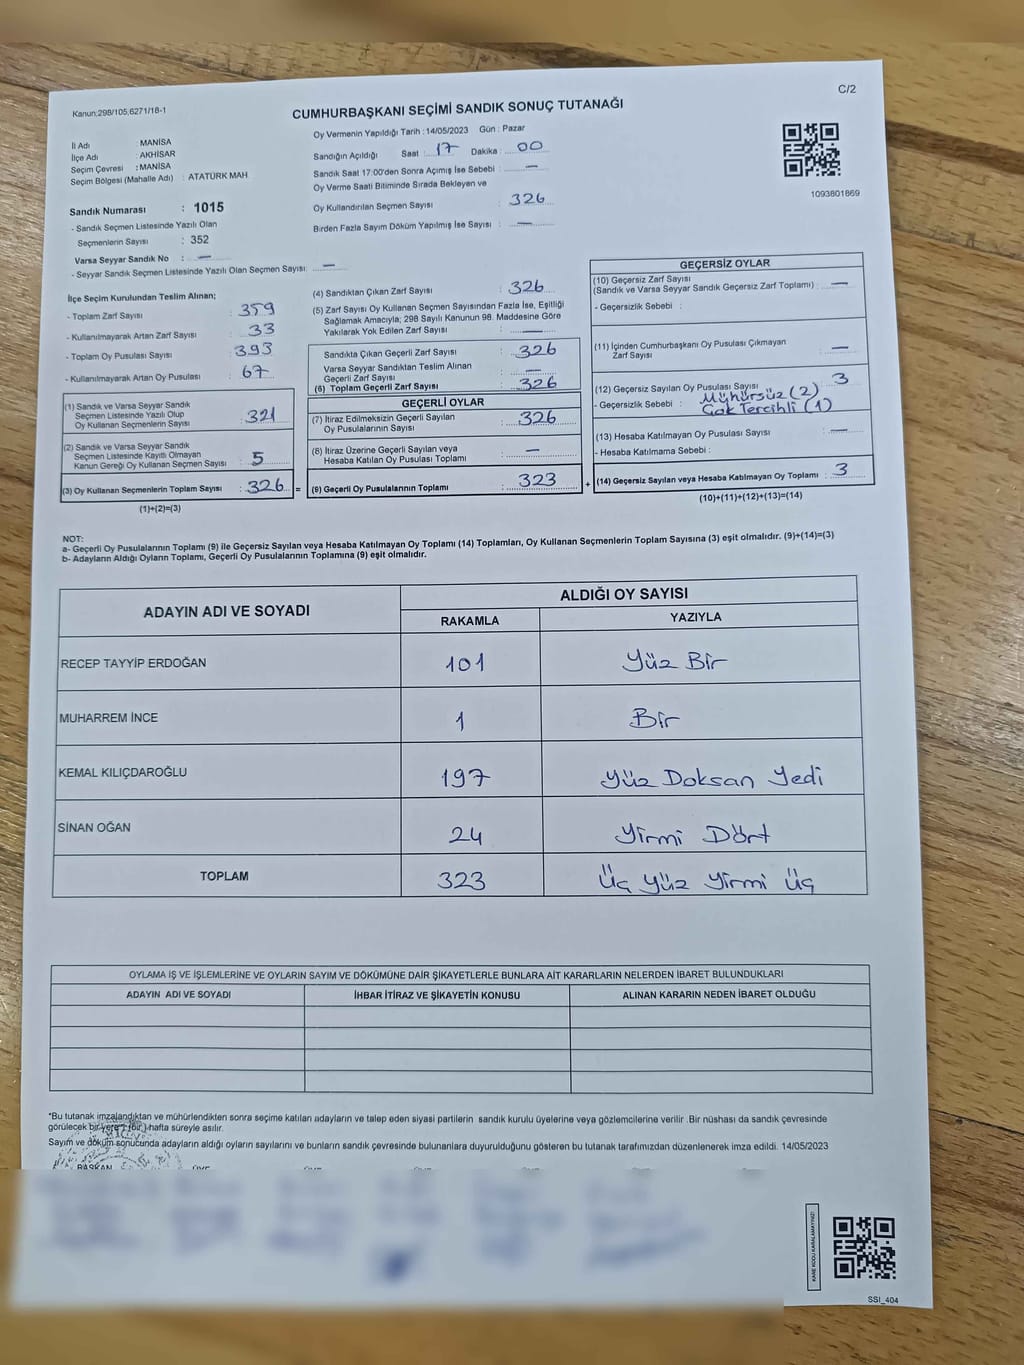 Kanun:298/105,6271/18-1
C/2
CUMHURBAŞKANI SEÇİMİ SANDIK SONUÇ TUTANAĞI
İl Adı : MANİSA
İlçe Adı : AKHİSAR
Seçim Çevresi : MANİSA
Seçim Bölgesi (Mahalle Adı) : ATATÜRK MAH
Oy Vermenin Yapıldığı Tarih : 14/05/2023 Gün : Pazar
Sandığın Açıldığı Saat : 17 Dakika : 00
Sandık Saat 17:00'den Sonra Açımış İse Sebebi : —
Oy Verme Saati Bitiminde Sırada Bekleyen ve
Oy Kullandırılan Seçmen Sayısı : 326
Birden Fazla Sayım Döküm Yapılmış İse Sayısı : —
1093801869
Sandık Numarası : 1015
- Sandık Seçmen Listesinde Yazılı Olan
Seçmenlerin Sayısı : 352
Varsa Seyyar Sandık No : —
- Seyyar Sandık Seçmen Listesinde Yazılı Olan Seçmen Sayısı: —
İlçe Seçim Kurulundan Teslim Alınan;
- Toplam Zarf Sayısı : 359
- Kullanılmayarak Artan Zarf Sayısı : 33
- Toplam Oy Pusulası Sayısı : 393
- Kullanılmayarak Artan Oy Pusulası : 67
(1) Sandık ve Varsa Seyyar Sandık
Seçmen Listesinde Yazılı Olup
Oy Kullanan Seçmenlerin Sayısı : 321
(2) Sandık ve Varsa Seyyar Sandık
Seçmen Listesinde Kayıtlı Olmayan
Kanun Gereği Oy Kullanan Seçmen Sayısı : 5
(3) Oy Kullanan Seçmenlerin Toplam Sayısı : 326 =
(1)+(2)=(3)
(4) Sandıktan Çıkan Zarf Sayısı : 326
(5) Zarf Sayısı Oy Kullanan Seçmen Sayısından Fazla İse, Eşitliği
Sağlamak Amacıyla; 298 Sayılı Kanunun 98. Maddesine Göre
Yakılarak Yok Edilen Zarf Sayısı : —
Sandıkta Çıkan Geçerli Zarf Sayısı : 326
Varsa Seyyar Sandıktan Teslim Alınan
Geçerli Zarf Sayısı : —
(6) Toplam Geçerli Zarf Sayısı : 326
GEÇERLİ OYLAR
(7) İtiraz Edilmeksizin Geçerli Sayılan
Oy Pusulalarının Sayısı : 326
(8) İtiraz Üzerine Geçerli Sayılan veya
Hesaba Katılan Oy Pusulası Toplamı : —
(9) Geçerli Oy Pusulalarının Toplamı : 323 +
GEÇERSİZ OYLAR
(10) Geçersiz Zarf Sayısı
(Sandık ve Varsa Seyyar Sandık Geçersiz Zarf Toplamı) : —
- Geçersizlik Sebebi :
(11) İçinden Cumhurbaşkanı Oy Pusulası Çıkmayan
Zarf Sayısı : —
(12) Geçersiz Sayılan Oy Pusulası Sayısı : 3
- Geçersizlik Sebebi : Mühürsüz (2)
Çok Tercihli (1)
(13) Hesaba Katılmayan Oy Pusulası Sayısı : —
- Hesaba Katılmama Sebebi :
(14) Geçersiz Sayılan veya Hesaba Katılmayan Oy Toplamı : 3
(10)+(11)+(12)+(13)=(14)
NOT:
a- Geçerli Oy Pusulalarının Toplamı (9) ile Geçersiz Sayılan veya Hesaba Katılmayan Oy Toplamı (14) Toplamları, Oy Kullanan Seçmenlerin Toplam Sayısına (3) eşit olmalıdır. (9)+(14)=(3)
b- Adayların Aldığı Oyların Toplamı, Geçerli Oy Pusulalarının Toplamına (9) eşit olmalıdır.
ADAYIN ADI VE SOYADI ALDIĞI OY SAYISI
RAKAMLA YAZIYLA
RECEP TAYYİP ERDOĞAN 101 Yüz Bir
MUHARREM İNCE 1 Bir
KEMAL KILIÇDAROĞLU 197 Yüz Doksan Yedi
SİNAN OĞAN 24 Yirmi Dört
TOPLAM 323 Üç Yüz Yirmi Üç
OYLAMA İŞ VE İŞLEMLERİNE VE OYLARIN SAYIM VE DÖKÜMÜNE DAİR ŞİKAYETLERLE BUNLARA AİT KARARLARIN NELERDEN İBARET BULUNDUKLARI
ADAYIN ADI VE SOYADI İHBAR İTİRAZ VE ŞİKAYETİN KONUSU ALINAN KARARIN NEDEN İBARET OLDUĞU
*Bu tutanak imzalandıktan ve mühürlendikten sonra seçime katılan adayların ve talep eden siyasi partilerin sandık kurulu üyelerine veya gözlemcilerine verilir. Bir nüshası da sandık çevresinde
görülecek bir yere 1 (bir) hafta süreyle asılır.
Sayım ve döküm sonucunda adayların aldığı oyların sayılarını ve bunların sandık çevresinde bulunanlara duyurulduğunu gösteren bu tutanak tarafımızdan düzenlenerek imza edildi. 14/05/2023
BAŞKAN
KARE KODU KARALAMAYINIZ!
SSI_404